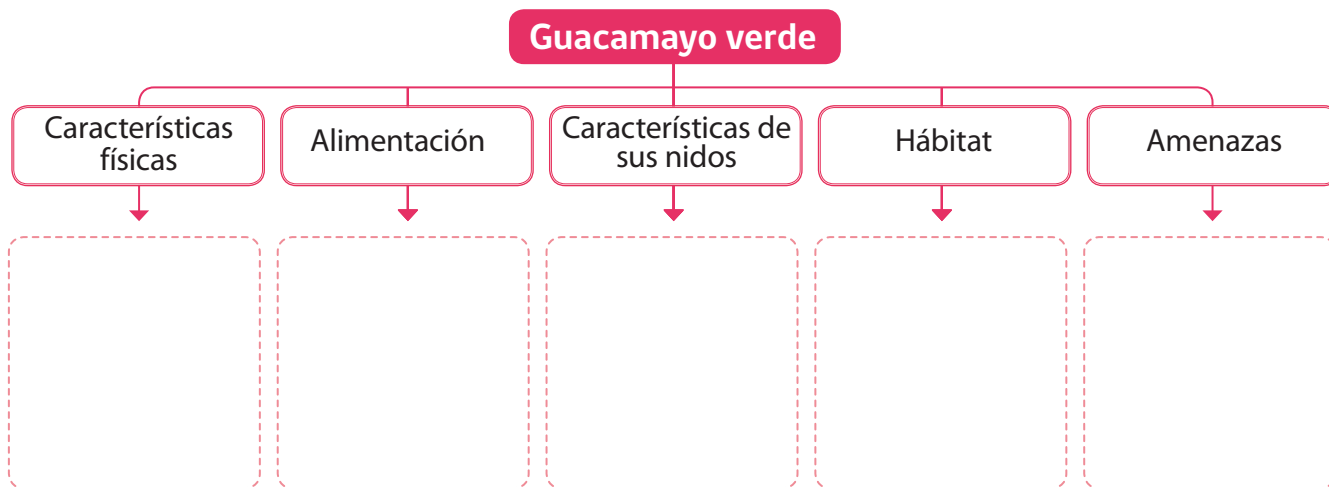 Guacamayo verde
Características
físicas
Alimentación
Características de
sus nidos
Hábitat
Amenazas